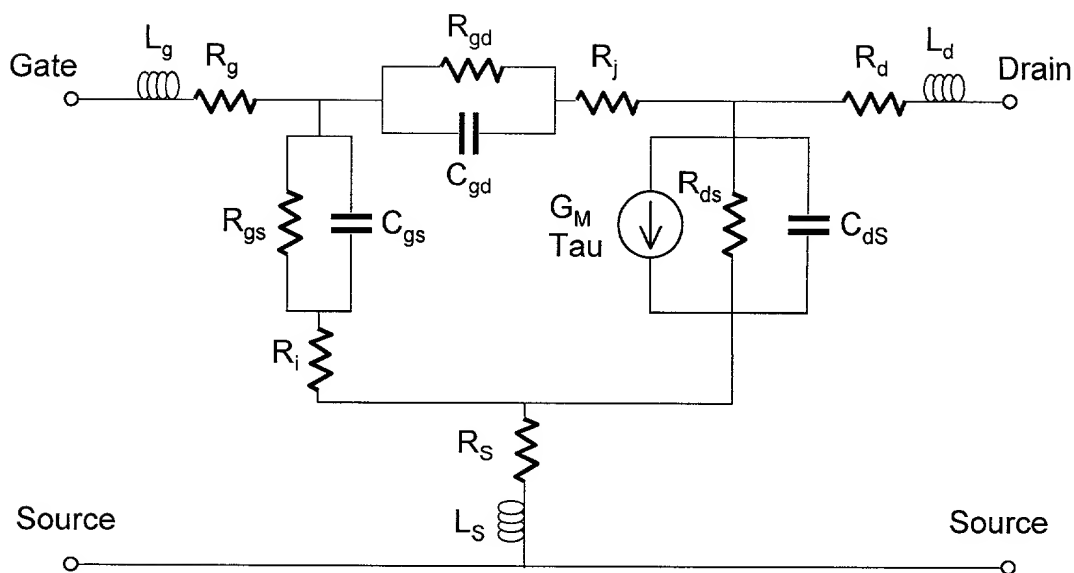 Gate
L_g
R_g
R_gd
C_gd
R_j
R_d
L_d
Drain
R_gs
C_gs
R_i
G_M
Tau
R_ds
C_dS
R_S
L_S
Source
Source